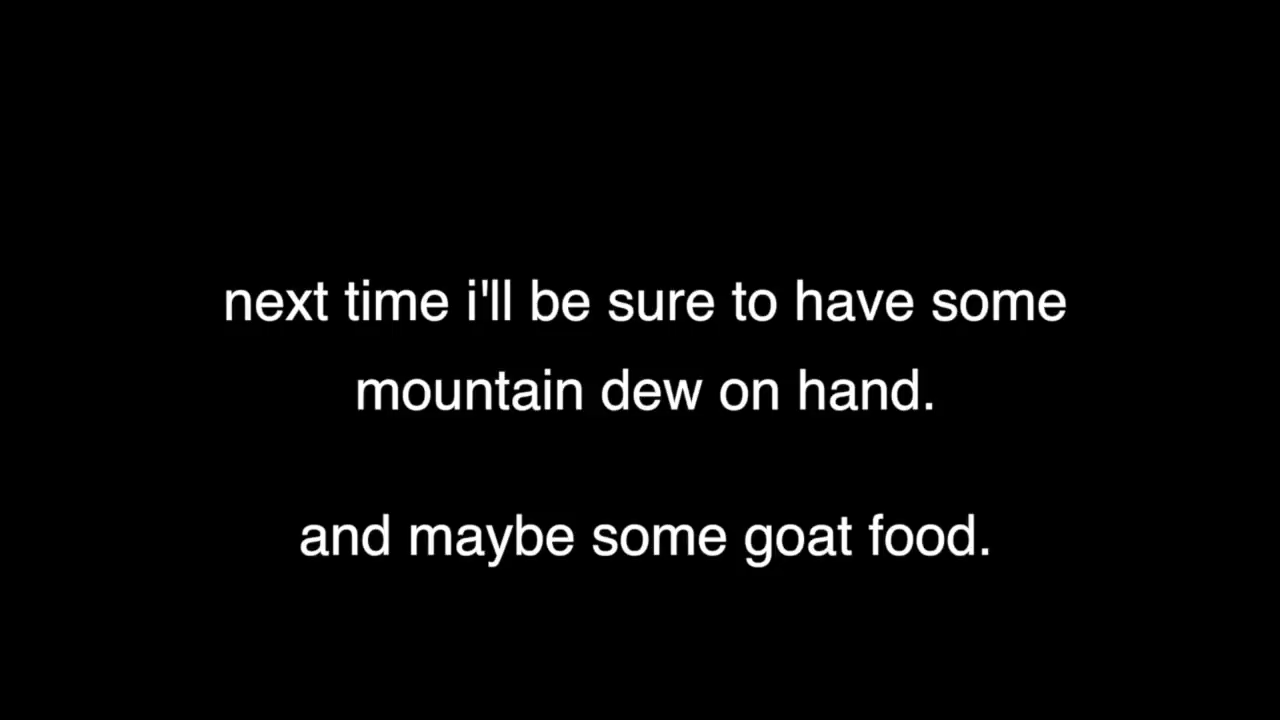 next time i'll be sure to have some
mountain dew on hand.
and maybe some goat food.